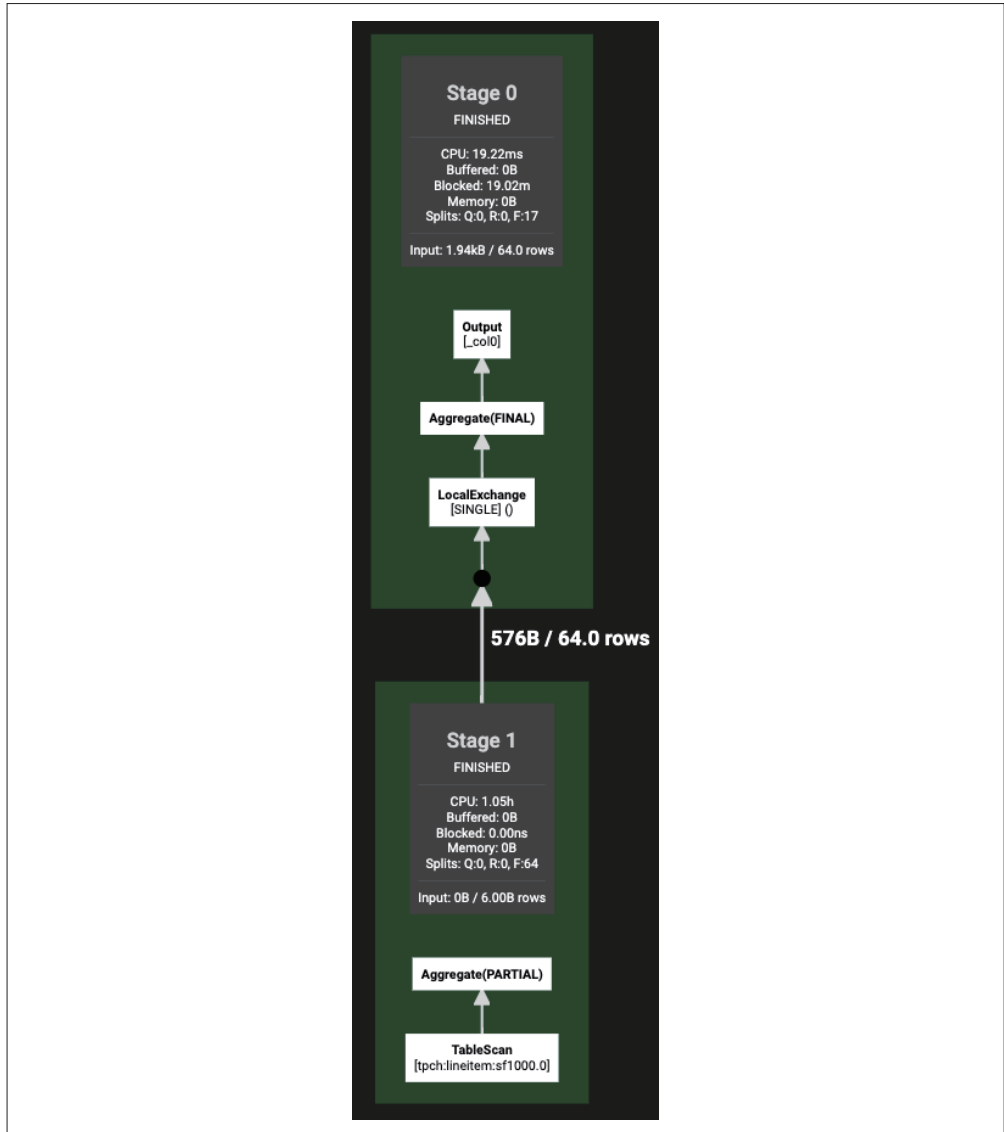 Stage 0
FINISHED
CPU: 19.22ms
Buffered: 0B
Blocked: 19.02m
Memory: 0B
Splits: Q:0, R:0, F:17
Input: 1.94kB / 64.0 rows
Output
[_col0]
Aggregate(FINAL)
LocalExchange
[SINGLE] ()
576B / 64.0 rows
Stage 1
FINISHED
CPU: 1.05h
Buffered: 0B
Blocked: 0.00ns
Memory: 0B
Splits: Q:0, R:0, F:64
Input: 0B / 6.00B rows
Aggregate(PARTIAL)
TableScan
[tpch:lineitem:sf1000.0]